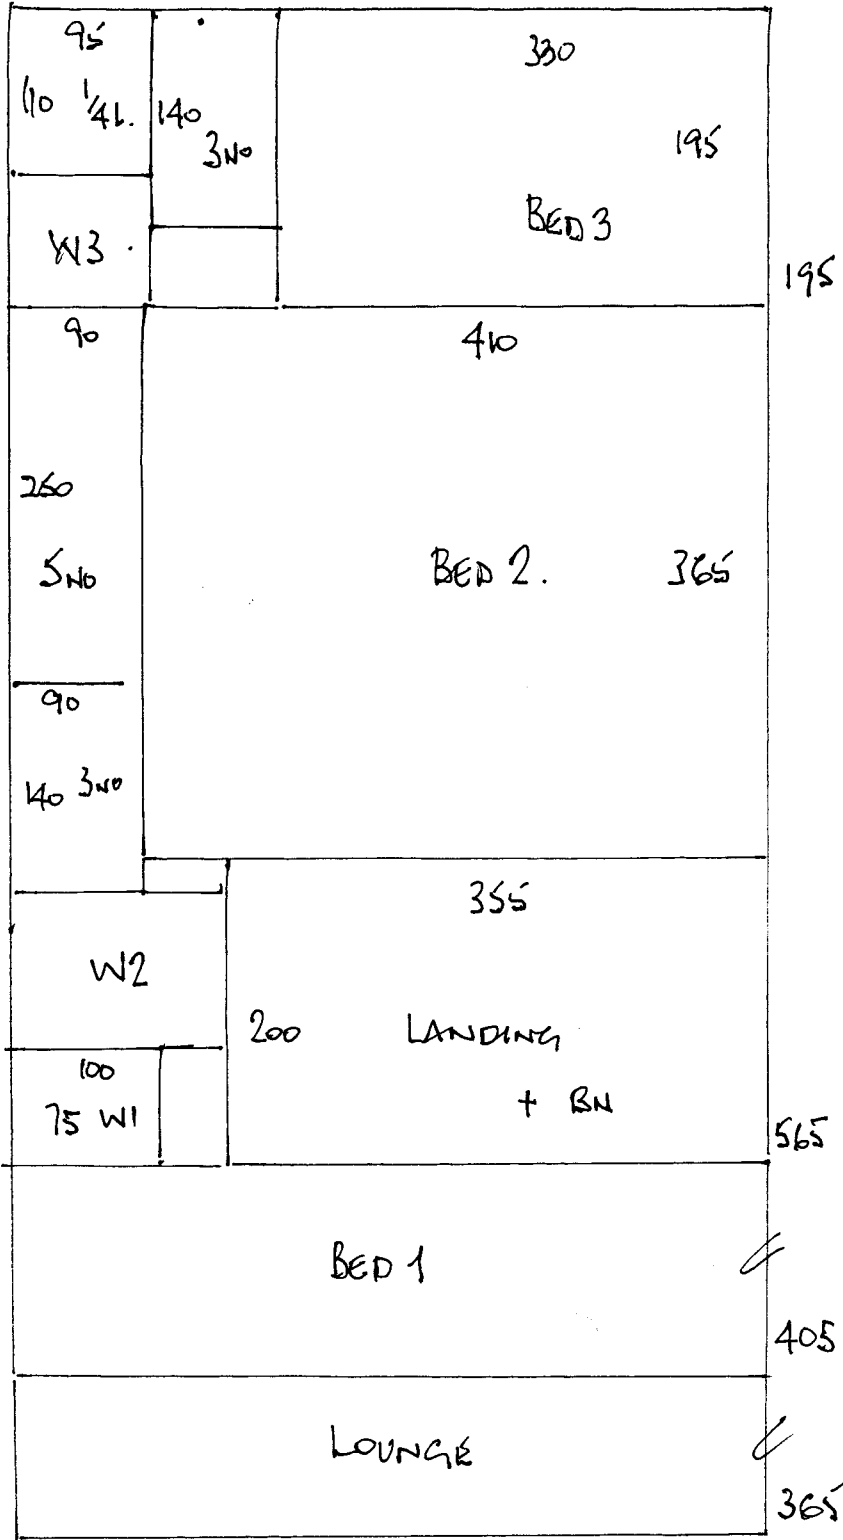 95
330
110 1/4L.
140
3NO
195
BED 3
W3
195
90
410
250
5NO
BED 2.
365
90
140 3NO
355
W2
200
LANDING
100
75 W1
+ BN
565
BED 1
405
LOUNGE
365